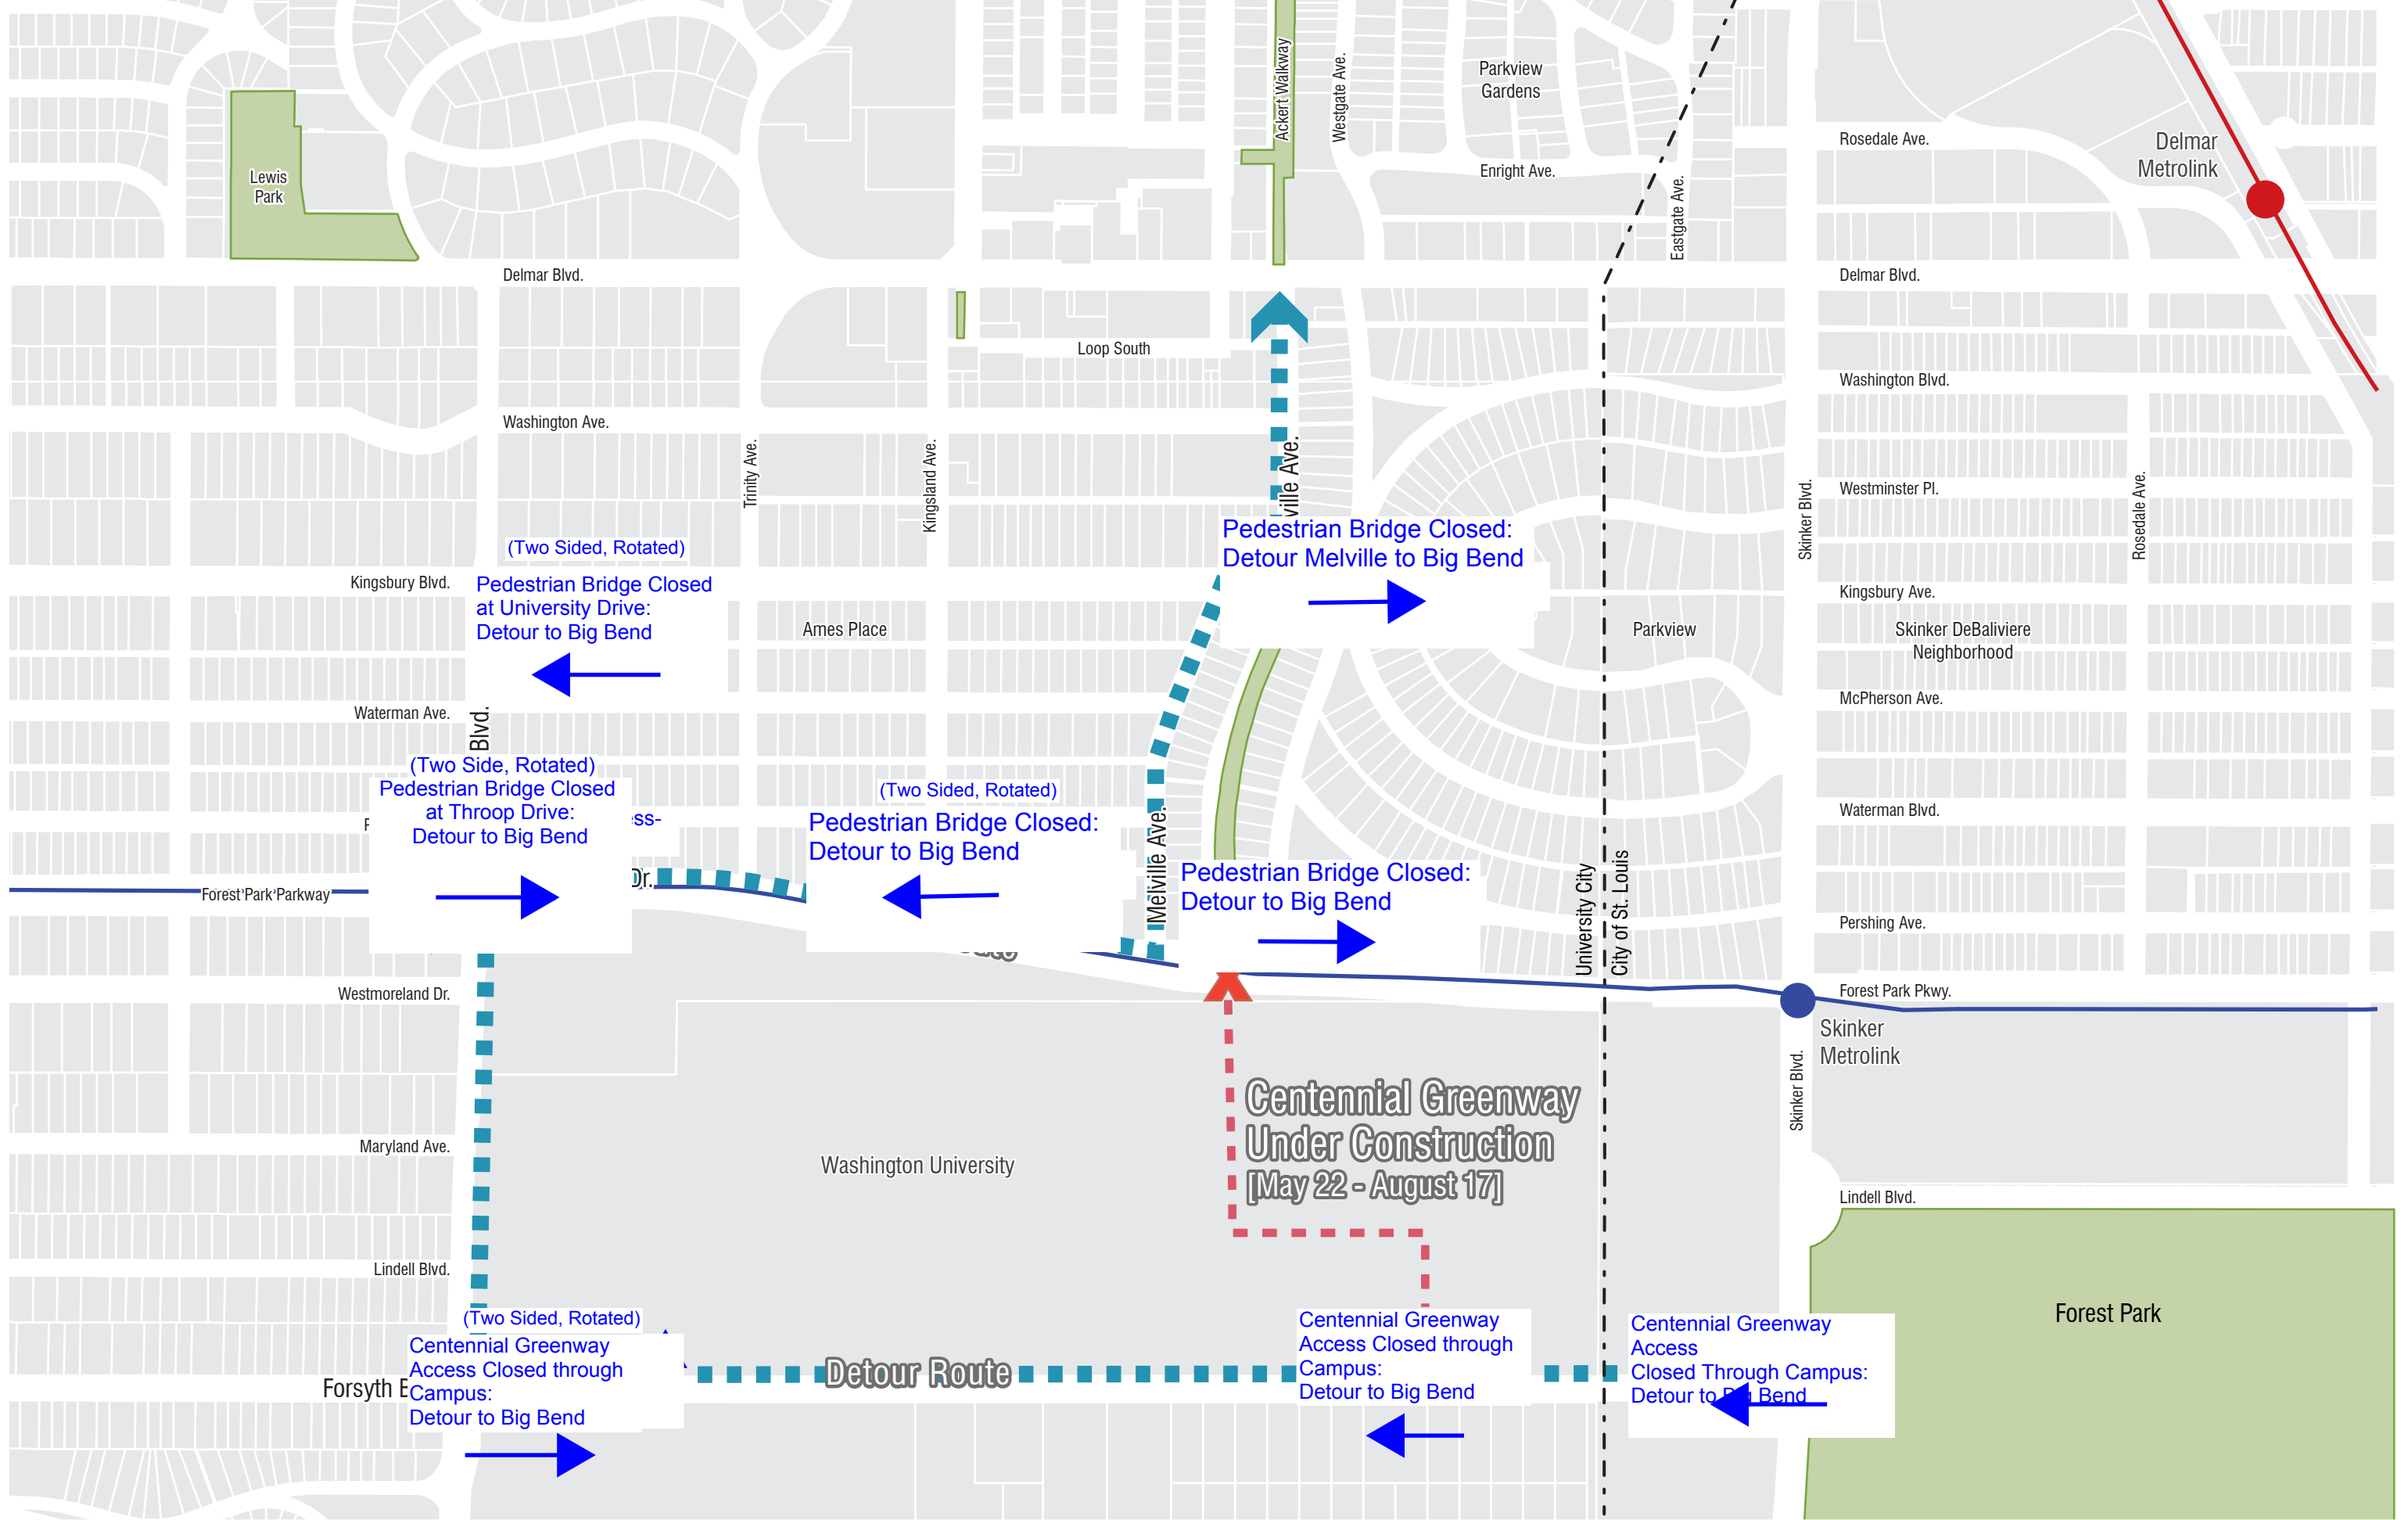 Ackert Walkway
Westgate Ave.
Parkview
Gardens
Enright Ave.
Eastgate Ave.
Rosedale Ave.
Delmar
Metrolink
Lewis
Park
Delmar Blvd.
Delmar Blvd.
Loop South
Washington Blvd.
Washington Ave.
Trinity Ave.
Kingsland Ave.
ville Ave.
Skinker Blvd.
Westminster Pl.
Rosedale Ave.
(Two Sided, Rotated)
Pedestrian Bridge Closed:
Detour Melville to Big Bend
Kingsbury Blvd.
Pedestrian Bridge Closed
at University Drive:
Detour to Big Bend
Kingsbury Ave.
Ames Place
Parkview
Skinker DeBaliviere
Neighborhood
McPherson Ave.
Waterman Ave.
Blvd.
(Two Side, Rotated)
Pedestrian Bridge Closed
at Throop Drive:
Detour to Big Bend
ess-
(Two Sided, Rotated)
Pedestrian Bridge Closed:
Detour to Big Bend
Melville Ave.
Waterman Blvd.
Pedestrian Bridge Closed:
Detour to Big Bend
University City
City of St. Louis
Forest Park Parkway
Dr.
Pershing Ave.
Westmoreland Dr.
Forest Park Pkwy.
Skinker
Metrolink
Skinker Blvd.
Centennial Greenway
Under Construction
[May 22 - August 17]
Maryland Ave.
Washington University
Lindell Blvd.
Lindell Blvd.
Forest Park
(Two Sided, Rotated)
Centennial Greenway
Access Closed through
Campus:
Detour to Big Bend
Forsyth B
Detour Route
Centennial Greenway
Access Closed through
Campus:
Detour to Big Bend
Centennial Greenway
Access
Closed Through Campus:
Detour to Big Bend